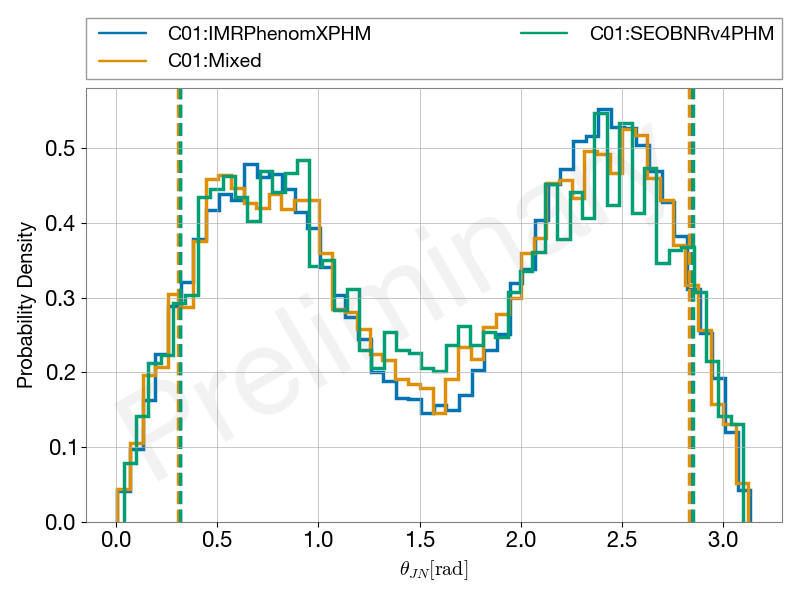 C01:IMRPhenomXPHM
C01:SEOBNRv4PHM
C01:Mixed
Preliminary
Probability Density
0.5
0.4
0.3
0.2
0.1
0.0
0.0 0.5 1.0 1.5 2.0 2.5 3.0
θ_JN[rad]